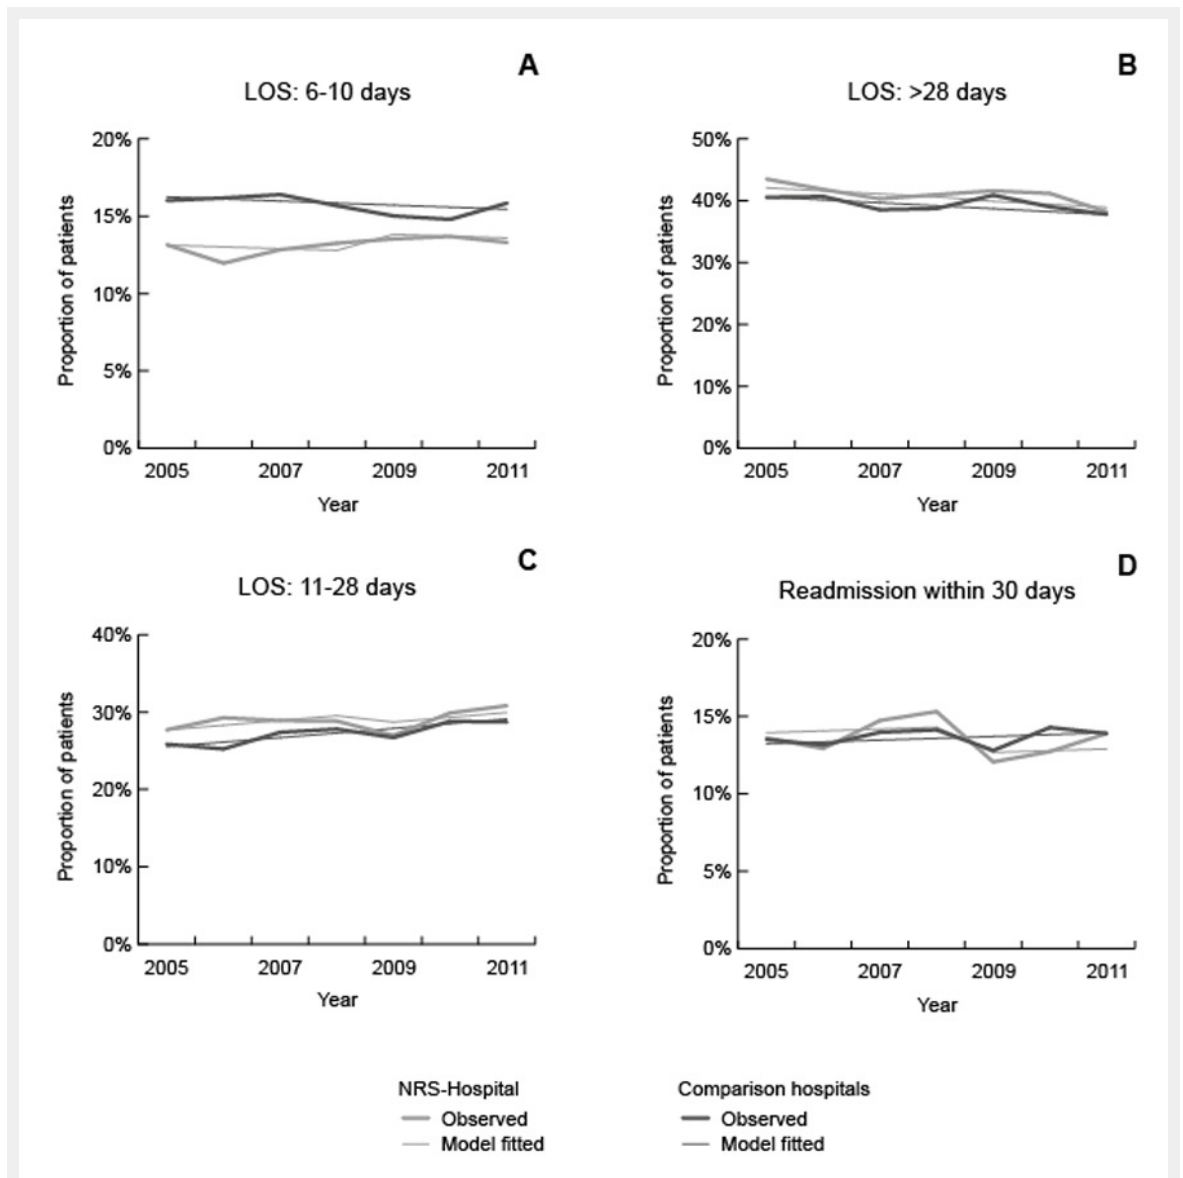 A
LOS: 6-10 days
20%
15%
10%
5%
0%
Proportion of patients
2005 2007 2009 2011
Year
B
LOS: >28 days
50%
40%
30%
20%
10%
0%
Proportion of patients
2005 2007 2009 2011
Year
C
LOS: 11-28 days
40%
30%
20%
10%
0%
Proportion of patients
2005 2007 2009 2011
Year
D
Readmission within 30 days
20%
15%
10%
5%
0%
Proportion of patients
2005 2007 2009 2011
Year
NRS-Hospital
Observed
Model fitted
Comparison hospitals
Observed
Model fitted